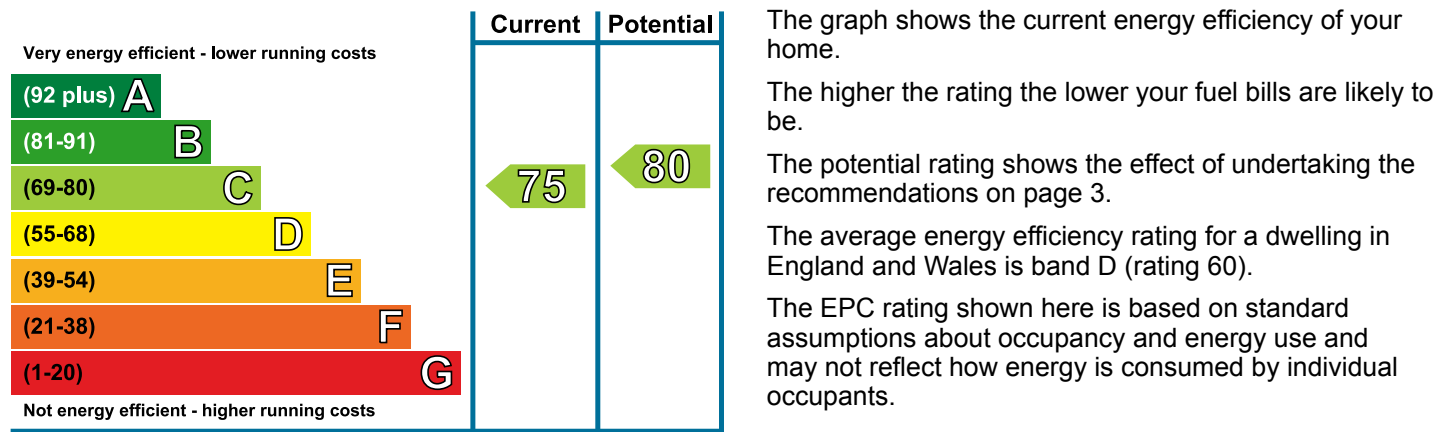 Current Potential
Very energy efficient - lower running costs
(92 plus) A
(81-91) B
(69-80) C
(55-68) D
(39-54) E
(21-38) F
(1-20) G
Not energy efficient - higher running costs
75
80
The graph shows the current energy efficiency of your
home.
The higher the rating the lower your fuel bills are likely to
be.
The potential rating shows the effect of undertaking the
recommendations on page 3.
The average energy efficiency rating for a dwelling in
England and Wales is band D (rating 60).
The EPC rating shown here is based on standard
assumptions about occupancy and energy use and
may not reflect how energy is consumed by individual
occupants.